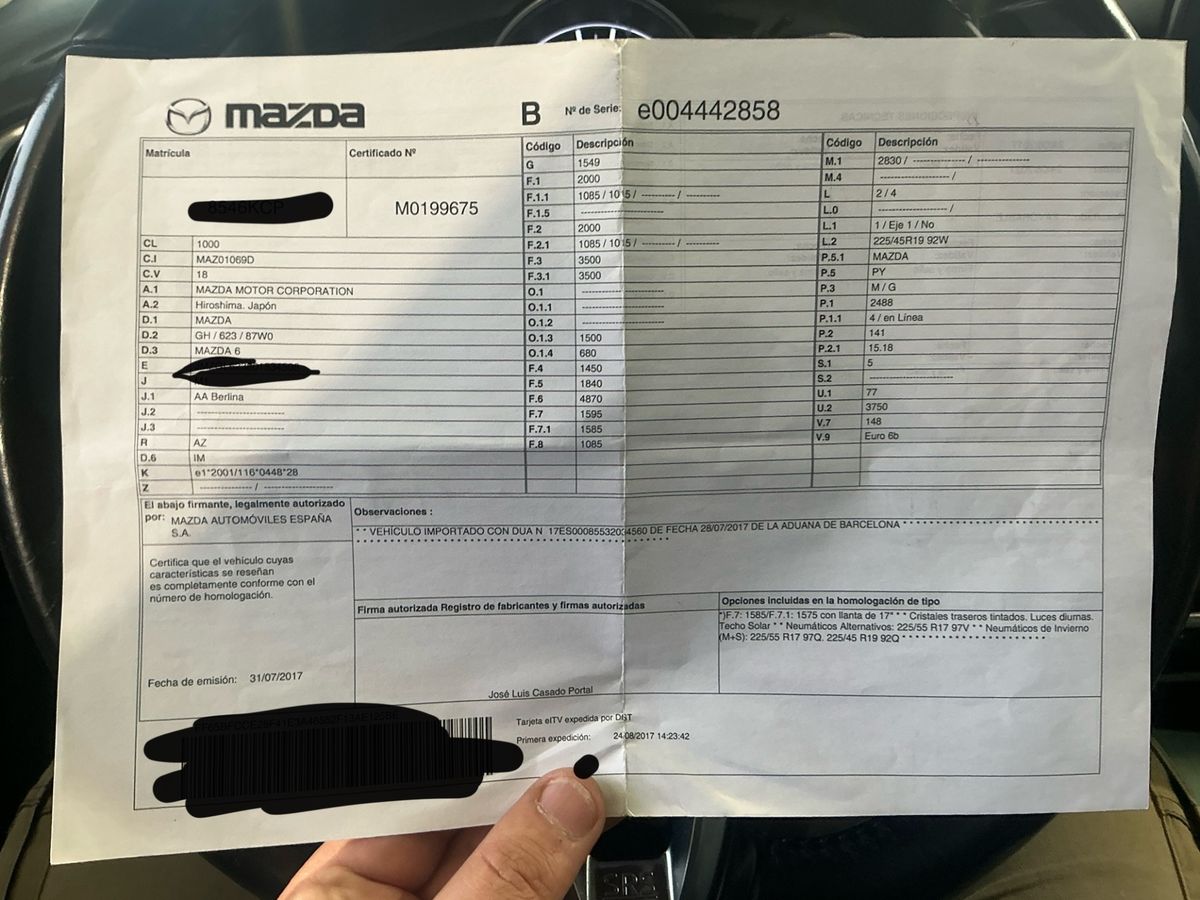 mazda
B Nº de Serie: e004442858
Matrícula Certificado Nº
M0199675
CL 1000
C.I MAZ01069D
C.V 18
A.1 MAZDA MOTOR CORPORATION
A.2 Hiroshima. Japón
D.1 MAZDA
D.2 GH / 623 / 87W0
D.3 MAZDA 6
E
J
J.1 AA Berlina
J.2 ------------------------
J.3 ------------------------
R AZ
D.6 IM
K e1*2001/116*0448*28
Z --------------- / --------------------
Código Descripción
G 1549
F.1 2000
F.1.1 1085 / 1015 / ---------- / ----------
F.1.5 ------------------------
F.2 2000
F.2.1 1085 / 1015 / ---------- / ----------
F.3 3500
F.3.1 3500
O.1 ------------------------
O.1.1 ------------------------
O.1.2 ------------------------
O.1.3 1500
O.1.4 680
F.4 1450
F.5 1840
F.6 4870
F.7 1595
F.7.1 1585
F.8 1085
Código Descripción
M.1 2830 / --------------- / ---------------
M.4 -------------------- /
L 2 / 4
L.0 -------------------- /
L.1 1 / Eje 1 / No
L.2 225/45R19 92W
P.5.1 MAZDA
P.5 PY
P.3 M / G
P.1 2488
P.1.1 4 / en Línea
P.2 141
P.2.1 15.18
S.1 5
S.2 ------------------------
U.1 77
U.2 3750
V.7 148
V.9 Euro 6b
El abajo firmante, legalmente autorizado
por: MAZDA AUTOMÓVILES ESPAÑA
S.A.
Certifica que el vehículo cuyas
características se reseñan
es completamente conforme con el
número de homologación.
Fecha de emisión: 31/07/2017
Observaciones :
* * VEHÍCULO IMPORTADO CON DUA N 17ES00085532034560 DE FECHA 28/07/2017 DE LA ADUANA DE BARCELONA
Firma autorizada Registro de fabricantes y firmas autorizadas
José Luis Casado Portal
Opciones incluidas en la homologación de tipo
*)F.7: 1585/F.7.1: 1575 con llanta de 17" * * Cristales traseros tintados. Luces diurnas.
Techo Solar * * Neumáticos Alternativos: 225/55 R17 97V * * Neumáticos de Invierno
(M+S): 225/55 R17 97Q. 225/45 R19 92Q
Tarjeta eITV expedida por DGT
Primera expedición: 24/08/2017 14:23:42
SRS